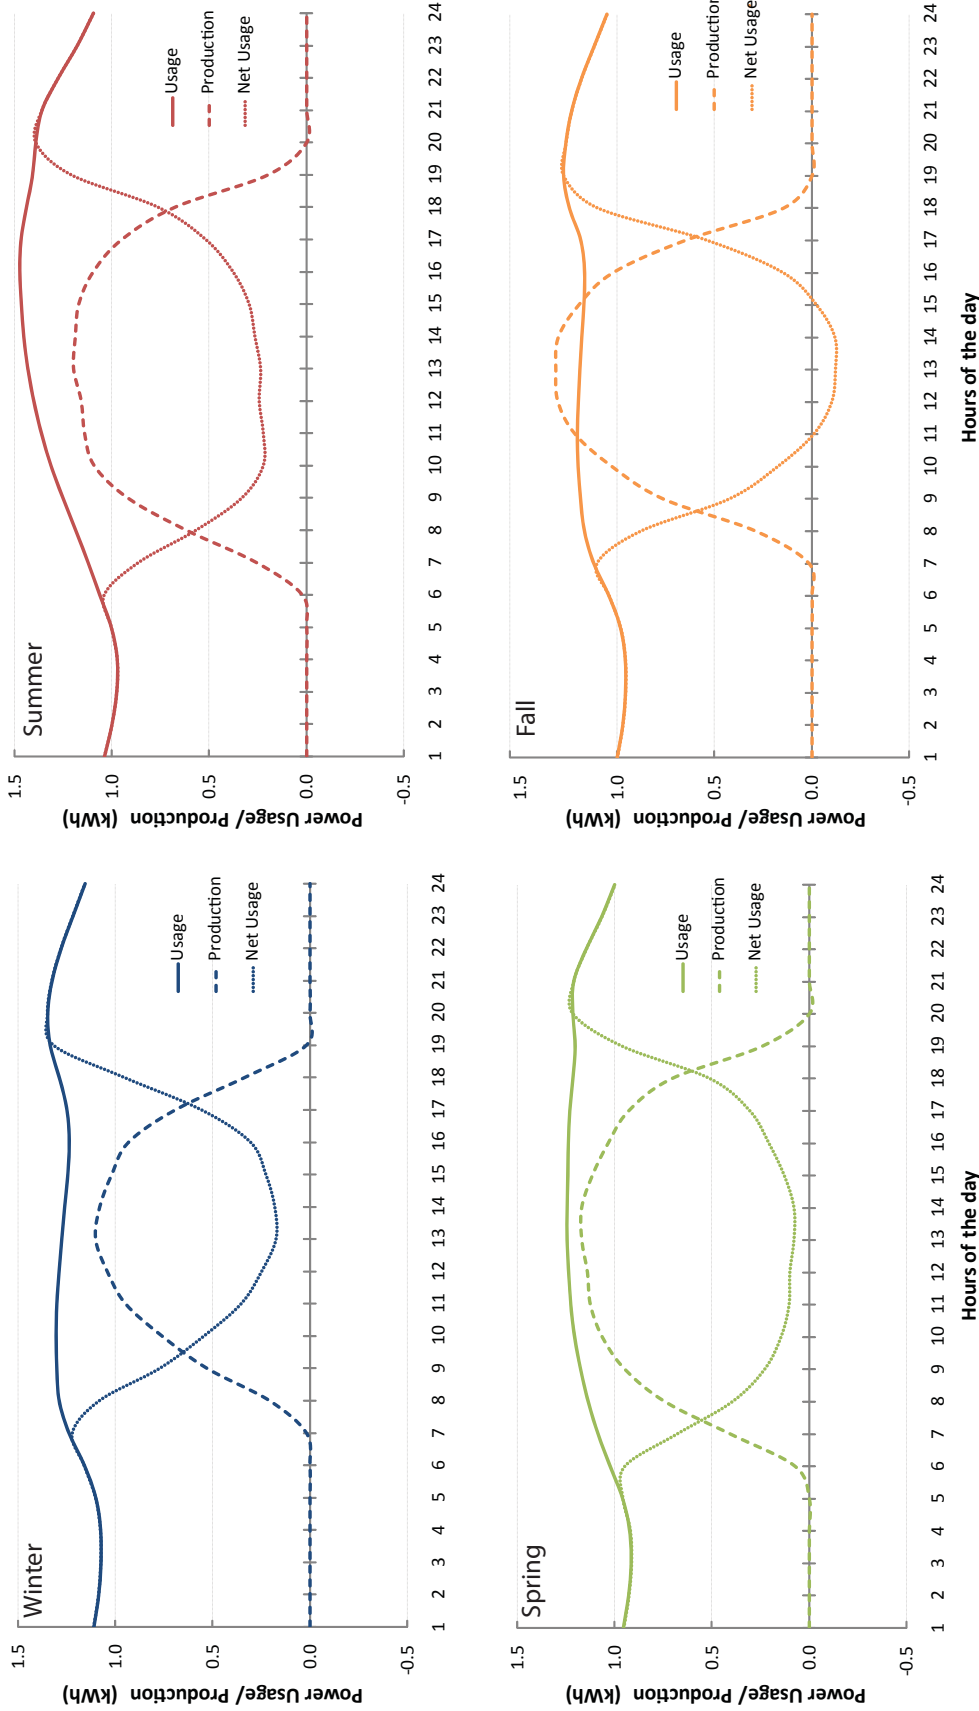 Winter
Power Usage/ Production (kWh)
1.5
1.0
0.5
0.0
-0.5
1 2 3 4 5 6 7 8 9 10 11 12 13 14 15 16 17 18 19 20 21 22 23 24
Usage
Production
Net Usage
Summer
Power Usage/ Production (kWh)
1.5
1.0
0.5
0.0
-0.5
1 2 3 4 5 6 7 8 9 10 11 12 13 14 15 16 17 18 19 20 21 22 23 24
Usage
Production
Net Usage
Spring
Power Usage/ Production (kWh)
1.5
1.0
0.5
0.0
-0.5
1 2 3 4 5 6 7 8 9 10 11 12 13 14 15 16 17 18 19 20 21 22 23 24
Hours of the day
Usage
Production
Net Usage
Fall
Power Usage/ Production (kWh)
1.5
1.0
0.5
0.0
-0.5
1 2 3 4 5 6 7 8 9 10 11 12 13 14 15 16 17 18 19 20 21 22 23 24
Hours of the day
Usage
Production
Net Usage